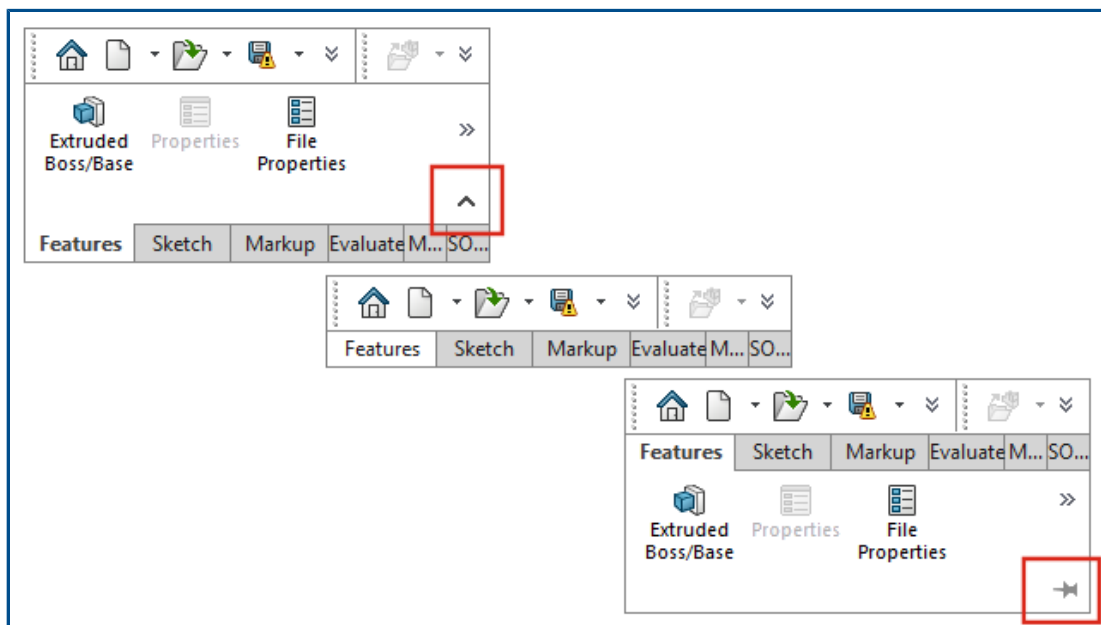 Extruded Boss/Base
Properties
File Properties
Features Sketch Markup Evaluate M... SO...
Features Sketch Markup Evaluate M... SO...
Features Sketch Markup Evaluate M... SO...
Extruded Boss/Base
Properties
File Properties